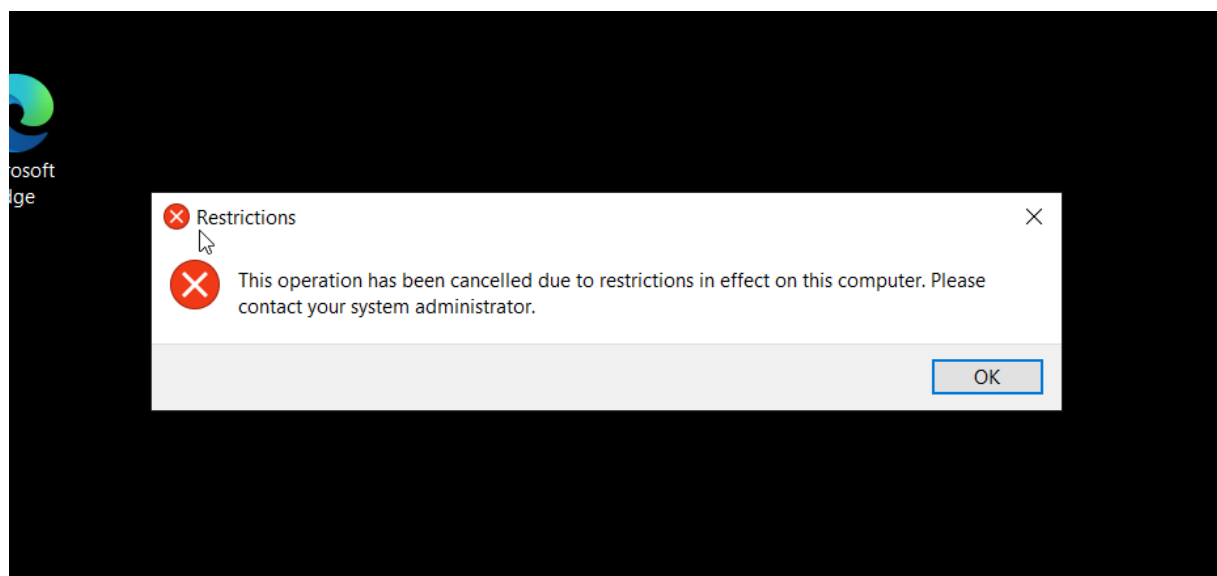 rosoft
dge
Restrictions
This operation has been cancelled due to restrictions in effect on this computer. Please
contact your system administrator.
OK